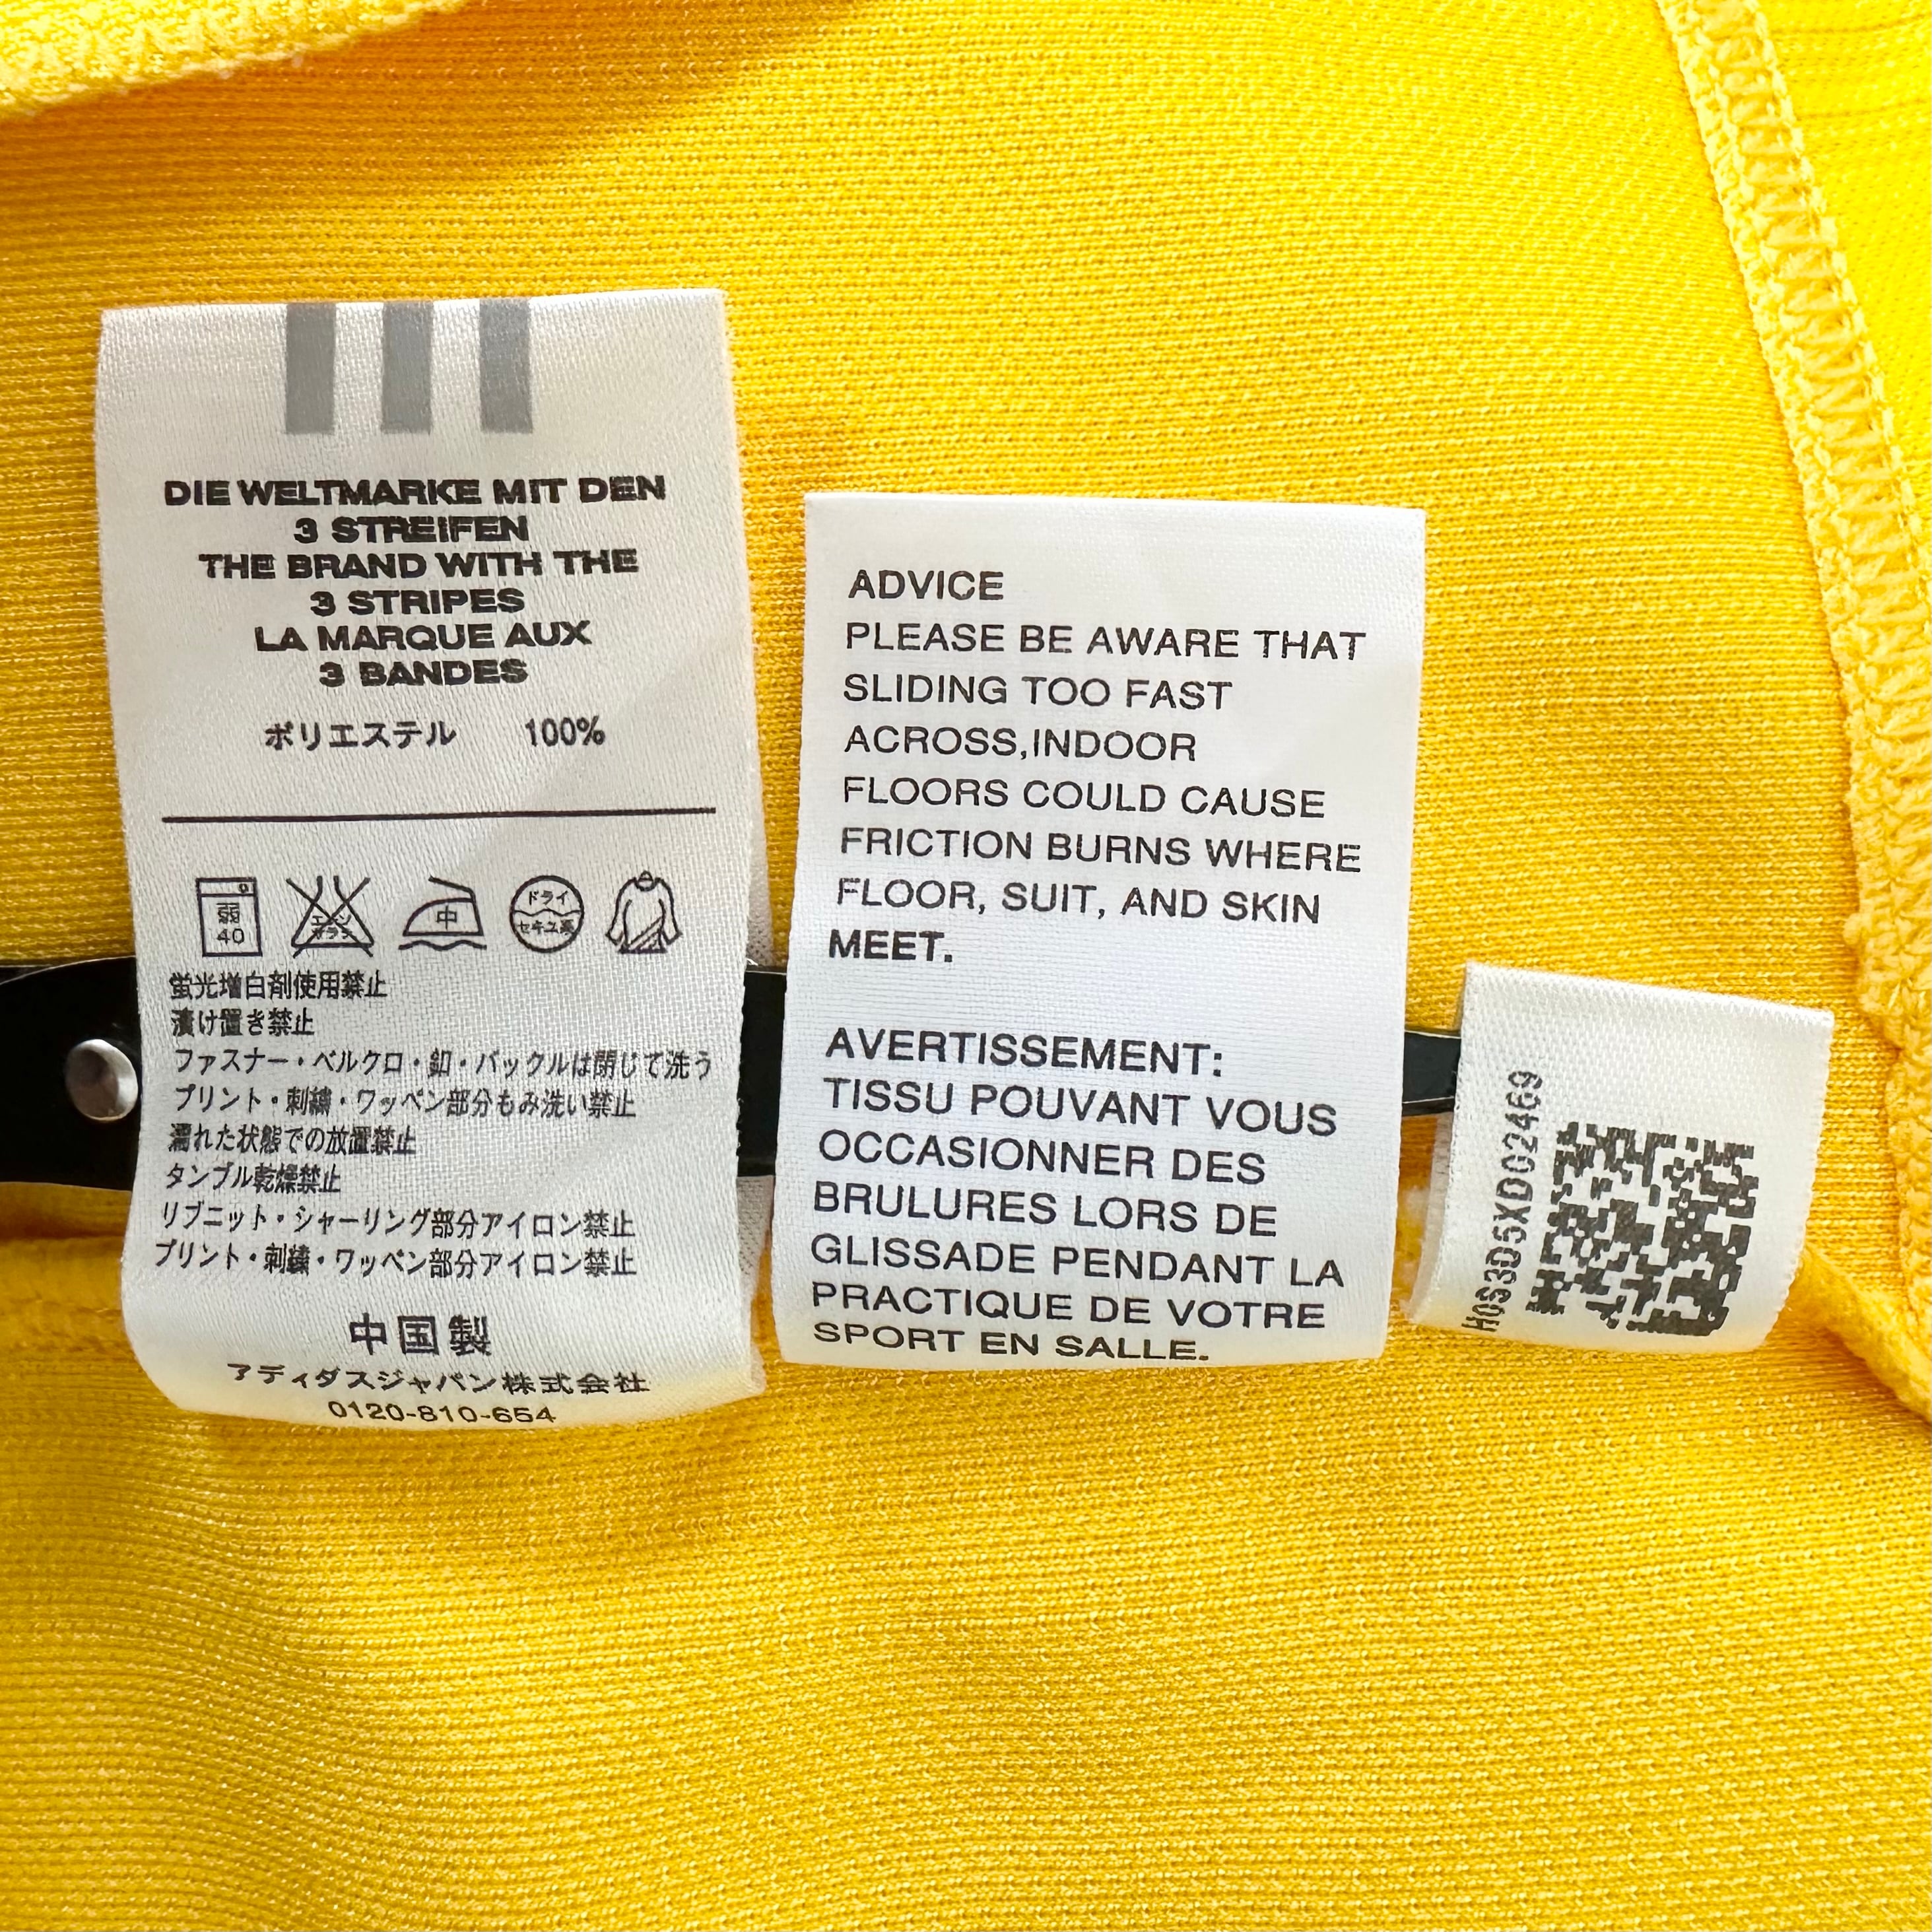 DIE WELTMARKE MIT DEN
3 STREIFEN
THE BRAND WITH THE
3 STRIPES
LA MARQUE AUX
3 BANDES
ポリエステル 100%
弱
40
エンソ
サラシ
中
ドライ
セキユ系
蛍光増白剤使用禁止
漬け置き禁止
ファスナー・ベルクロ・釦・バックルは閉じて洗う
プリント・刺繍・ワッペン部分もみ洗い禁止
濡れた状態での放置禁止
タンブル乾燥禁止
リブニット・シャーリング部分アイロン禁止
プリント・刺繍・ワッペン部分アイロン禁止
中国製
アディダスジャパン株式会社
0120-810-654
ADVICE
PLEASE BE AWARE THAT
SLIDING TOO FAST
ACROSS,INDOOR
FLOORS COULD CAUSE
FRICTION BURNS WHERE
FLOOR, SUIT, AND SKIN
MEET.
AVERTISSEMENT:
TISSU POUVANT VOUS
OCCASIONNER DES
BRULURES LORS DE
GLISSADE PENDANT LA
PRACTIQUE DE VOTRE
SPORT EN SALLE.
H0S3D5XD02469